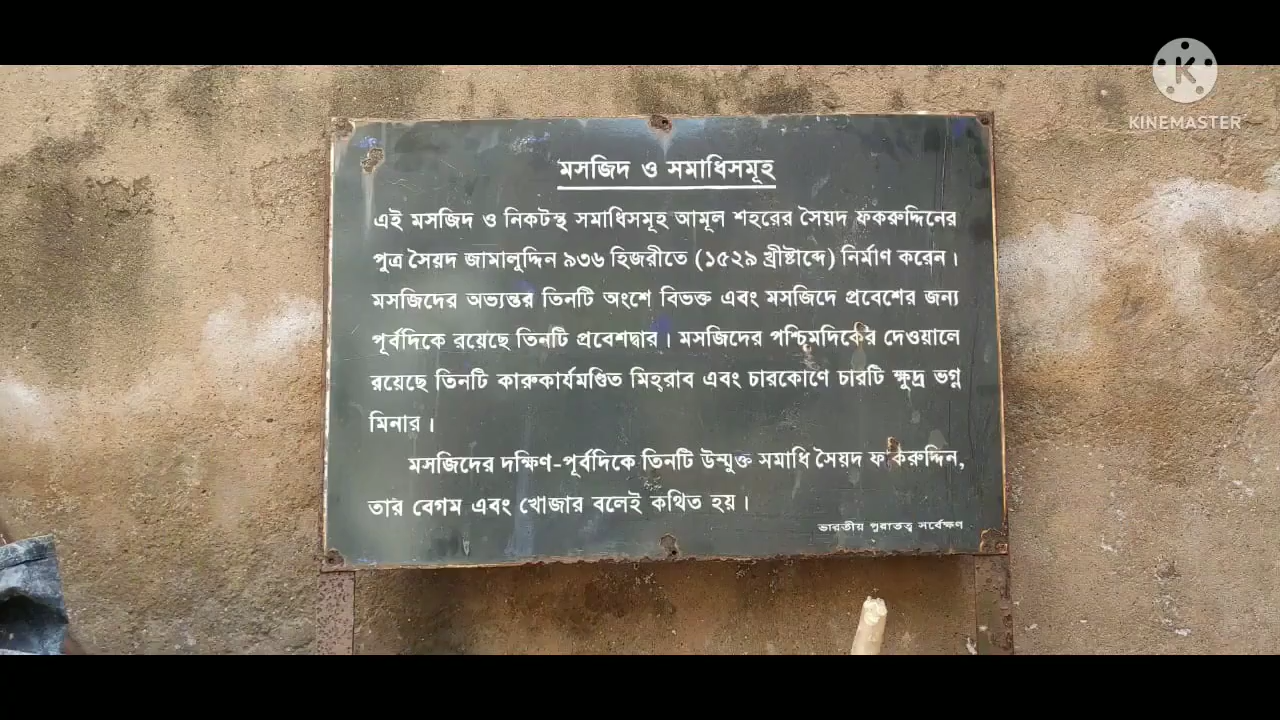 KINEMASTER
মসজিদ ও সমাধিসমূহ
এই মসজিদ ও নিকটস্থ সমাধিসমূহ আমূল শহরের সৈয়দ ফকরুদ্দিনের
পুত্র সৈয়দ জামালুদ্দিন ৯৩৬ হিজরীতে (১৫২৯ খ্রীষ্টাব্দে) নির্মাণ করেন।
মসজিদের অভ্যন্তর তিনটি অংশে বিভক্ত এবং মসজিদে প্রবেশের জন্য
পূর্বদিকে রয়েছে তিনটি প্রবেশদ্বার। মসজিদের পশ্চিমদিকের দেওয়ালে
রয়েছে তিনটি কারুকার্যমণ্ডিত মিহ্‌রাব এবং চারকোণে চারটি ক্ষুদ্র ভগ্ন
মিনার।
মসজিদের দক্ষিণ-পূর্বদিকে তিনটি উন্মুক্ত সমাধি সৈয়দ ফকরুদ্দিন,
তার বেগম এবং খোজার বলেই কথিত হয়।
ভারতীয় পুরাতত্ত্ব সর্বেক্ষণ